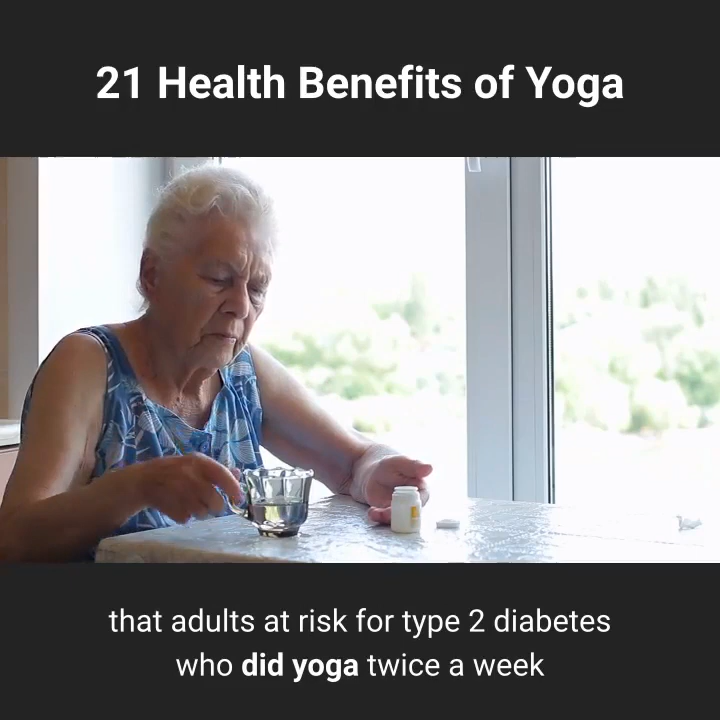 21 Health Benefits of Yoga
that adults at risk for type 2 diabetes
who did yoga twice a week